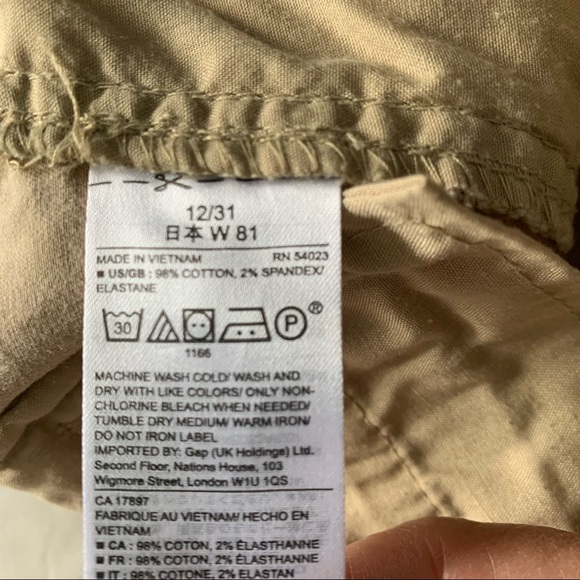 12/31
日本 W 81
MADE IN VIETNAM RN 54023
■ US/GB : 98% COTTON, 2% SPANDEX/
ELASTANE
30 P ®
1166
MACHINE WASH COLD/ WASH AND
DRY WITH LIKE COLORS/ ONLY NON-
CHLORINE BLEACH WHEN NEEDED/
TUMBLE DRY MEDIUM/ WARM IRON/
DO NOT IRON LABEL
IMPORTED BY: Gap (UK Holdings) Ltd.
Second Floor, Nations House, 103
Wigmore Street, London W1U 1QS
CA 17897
FABRIQUE AU VIETNAM/ HECHO EN
VIETNAM
■ CA : 98% COTON, 2% ÉLASTHANNE
■ FR : 98% COTON, 2% ÉLASTHANNE
■ IT : 98% COTONE, 2% ELASTAN